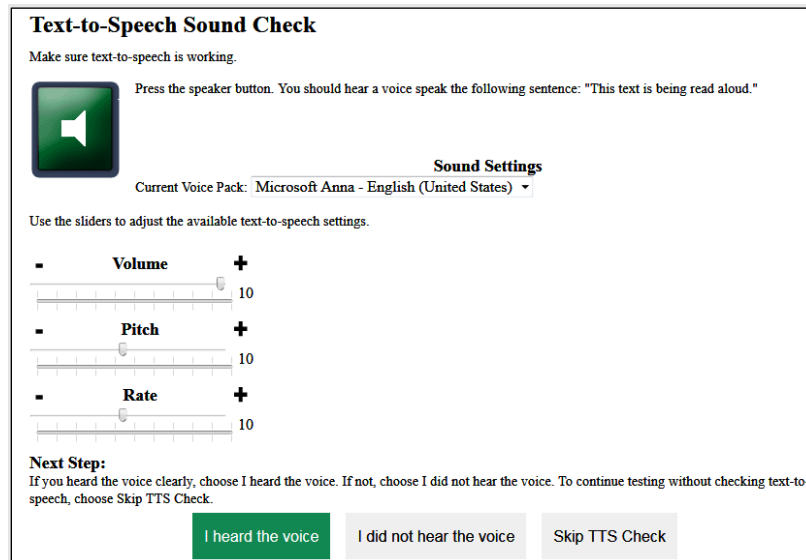 Text-to-Speech Sound Check
Make sure text-to-speech is working.
Press the speaker button. You should hear a voice speak the following sentence: "This text is being read aloud."
Sound Settings
Current Voice Pack: Microsoft Anna - English (United States)
Use the sliders to adjust the available text-to-speech settings.
- Volume +
10
- Pitch +
10
- Rate +
10
Next Step:
If you heard the voice clearly, choose I heard the voice. If not, choose I did not hear the voice. To continue testing without checking text-to-
speech, choose Skip TTS Check.
I heard the voice I did not hear the voice Skip TTS Check